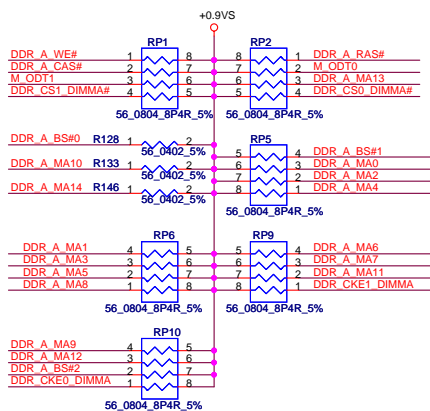 +0.9VS
RP1 RP2
DDR_A_WE# 1 8 8 1 DDR_A_RAS#
DDR_A_CAS# 2 7 7 2 M_ODT0
M_ODT1 3 6 6 3 DDR_A_MA13
DDR_CS1_DIMMA# 4 5 5 4 DDR_CS0_DIMMA#
56_0804_8P4R_5% 56_0804_8P4R_5%
DDR_A_BS#0 R128 1 2
56_0402_5% RP5
5 4 DDR_A_BS#1
DDR_A_MA10 R133 1 2 6 3 DDR_A_MA0
56_0402_5% 7 2 DDR_A_MA2
DDR_A_MA14 R146 1 2 8 1 DDR_A_MA4
56_0402_5% 56_0804_8P4R_5%
RP6 RP9
DDR_A_MA1 4 5 5 4 DDR_A_MA6
DDR_A_MA3 3 6 6 3 DDR_A_MA7
DDR_A_MA5 2 7 7 2 DDR_A_MA11
DDR_A_MA8 1 8 8 1 DDR_CKE1_DIMMA
56_0804_8P4R_5% 56_0804_8P4R_5%
RP10
DDR_A_MA9 4 5
DDR_A_MA12 3 6
DDR_A_BS#2 2 7
DDR_CKE0_DIMMA 1 8
56_0804_8P4R_5%